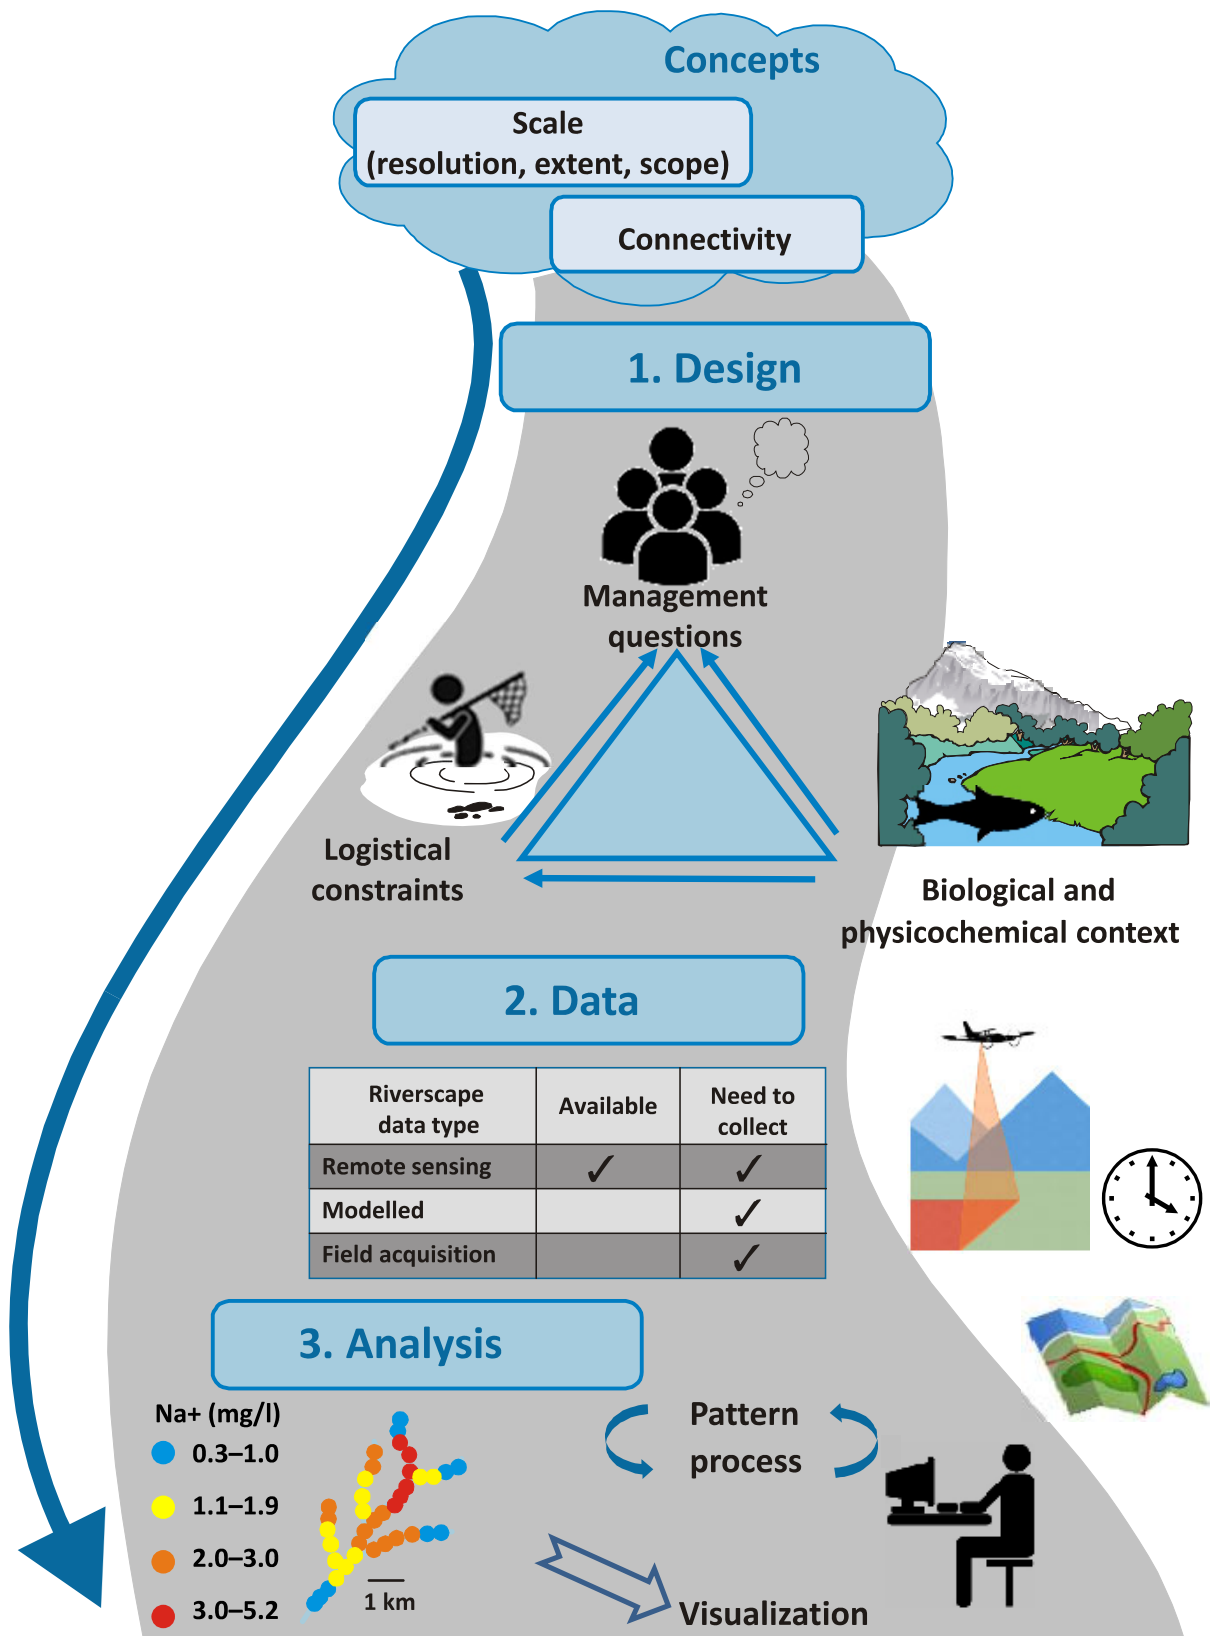 Concepts
Scale
(resolution, extent, scope)
Connectivity
1. Design
Management
questions
Logistical
constraints
Biological and
physicochemical context
2. Data
Riverscape
data type
Available
Need to
collect
Remote sensing ✓ ✓
Modelled ✓
Field acquisition ✓
3. Analysis
Na+ (mg/l)
0.3–1.0
1.1–1.9
2.0–3.0
3.0–5.2
1 km
Pattern
process
Visualization